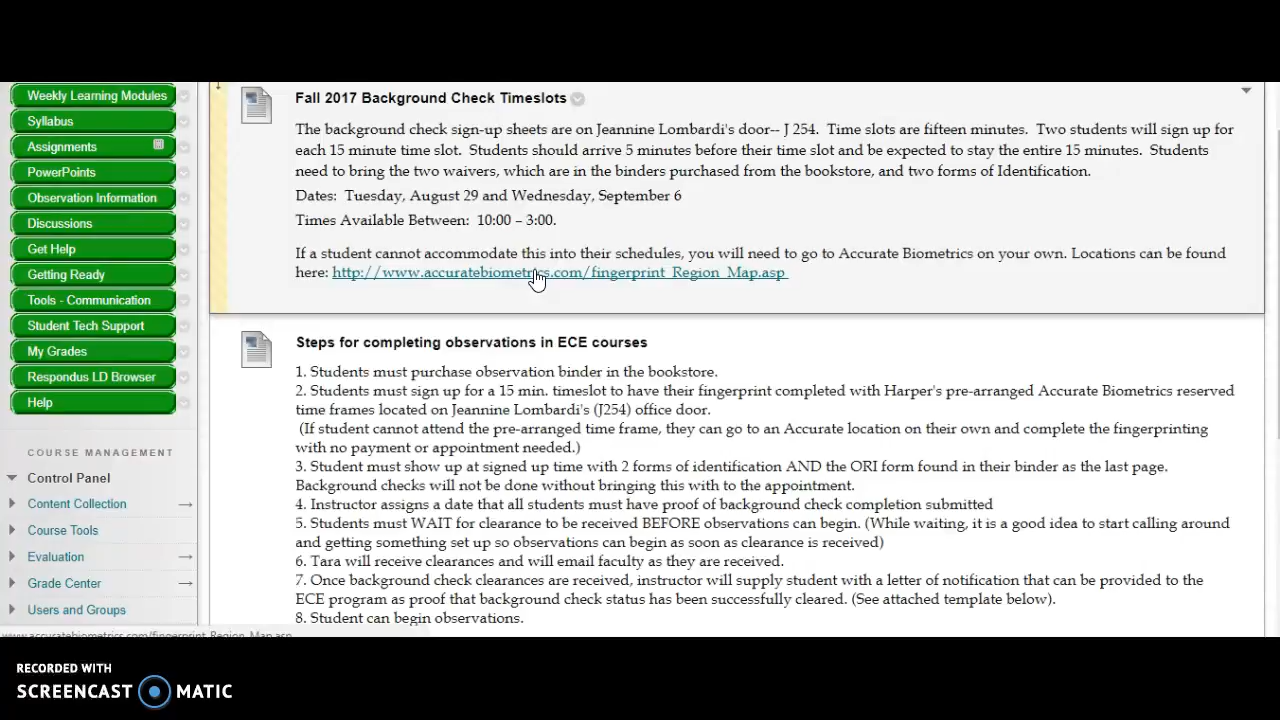 Weekly Learning Modules
Syllabus
Assignments
PowerPoints
Observation Information
Discussions
Get Help
Getting Ready
Tools - Communication
Student Tech Support
My Grades
Respondus LD Browser
Help
COURSE MANAGEMENT
Control Panel
Content Collection
Course Tools
Evaluation
Grade Center
Users and Groups
www.accuratebiometrics.com/fingerprint_Region_Map.asp
Fall 2017 Background Check Timeslots
The background check sign-up sheets are on Jeannine Lombardi's door-- J 254. Time slots are fifteen minutes. Two students will sign up for
each 15 minute time slot. Students should arrive 5 minutes before their time slot and be expected to stay the entire 15 minutes. Students
need to bring the two waivers, which are in the binders purchased from the bookstore, and two forms of Identification.
Dates: Tuesday, August 29 and Wednesday, September 6
Times Available Between: 10:00 – 3:00.
If a student cannot accommodate this into their schedules, you will need to go to Accurate Biometrics on your own. Locations can be found
here: http://www.accuratebiometrics.com/fingerprint_Region_Map.asp
Steps for completing observations in ECE courses
1. Students must purchase observation binder in the bookstore.
2. Students must sign up for a 15 min. timeslot to have their fingerprint completed with Harper's pre-arranged Accurate Biometrics reserved
time frames located on Jeannine Lombardi's (J254) office door.
(If student cannot attend the pre-arranged time frame, they can go to an Accurate location on their own and complete the fingerprinting
with no payment or appointment needed.)
3. Student must show up at signed up time with 2 forms of identification AND the ORI form found in their binder as the last page.
Background checks will not be done without bringing this with to the appointment.
4. Instructor assigns a date that all students must have proof of background check completion submitted
5. Students must WAIT for clearance to be received BEFORE observations can begin. (While waiting, it is a good idea to start calling around
and getting something set up so observations can begin as soon as clearance is received)
6. Tara will receive clearances and will email faculty as they are received.
7. Once background check clearances are received, instructor will supply student with a letter of notification that can be provided to the
ECE program as proof that background check status has been successfully cleared. (See attached template below).
8. Student can begin observations.
RECORDED WITH
SCREENCAST MATIC